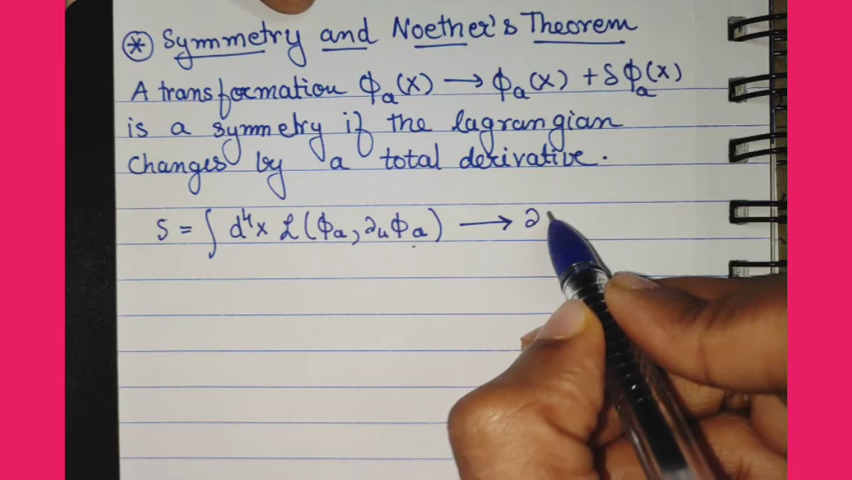 ⊛ Symmetry and Noether's Theorem
A transformation ϕₐ(x) → ϕₐ(x) + δϕₐ(x)
is a symmetry if the lagrangian
changes by a total derivative.
S = ∫ d⁴x ℒ(ϕₐ, ∂ᵤϕₐ) → ∂